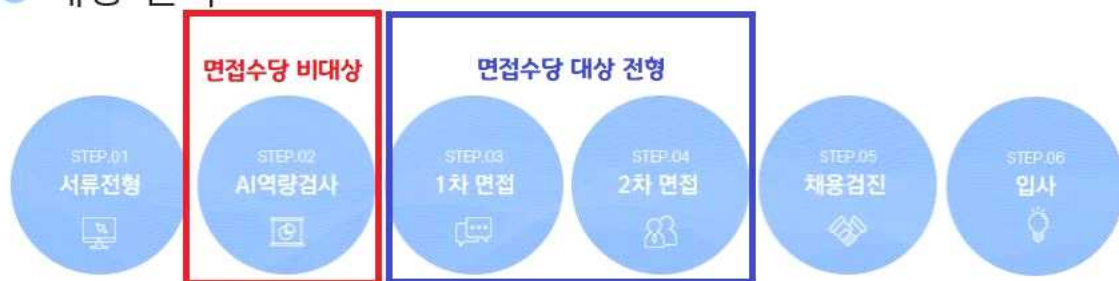 면접수당 비대상
면접수당 대상 전형
STEP.01
서류전형
STEP.02
AI역량검사
STEP.03
1차 면접
STEP.04
2차 면접
STEP.05
채용검진
STEP.06
입사